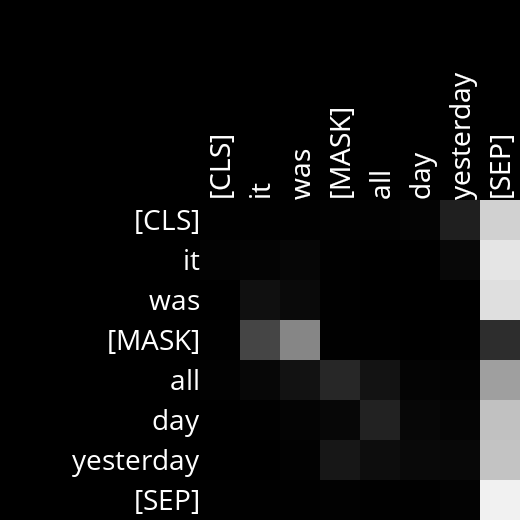 [CLS]
it
was
[MASK]
all
day
yesterday
[SEP]
[CLS]
it
was
[MASK]
all
day
yesterday
[SEP]